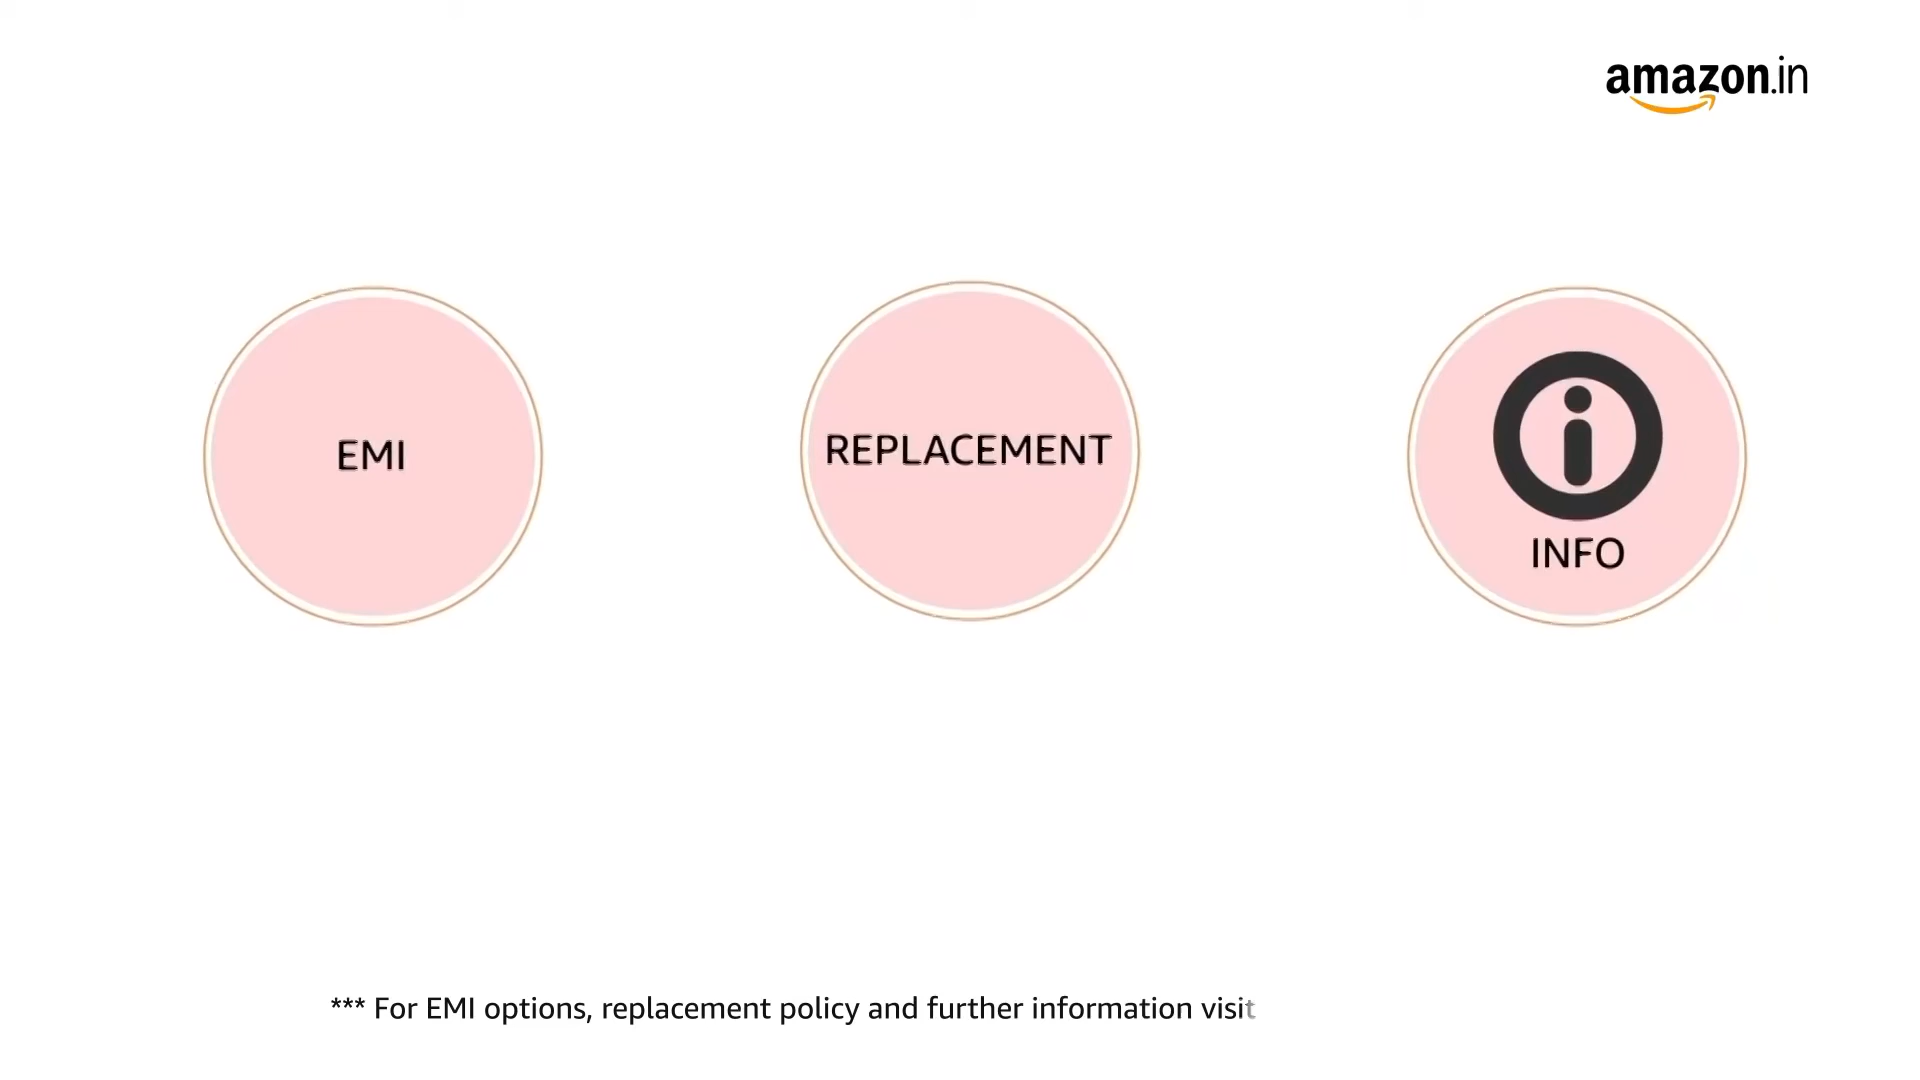 amazon.in
EMI
REPLACEMENT
INFO
*** For EMI options, replacement policy and further information visit